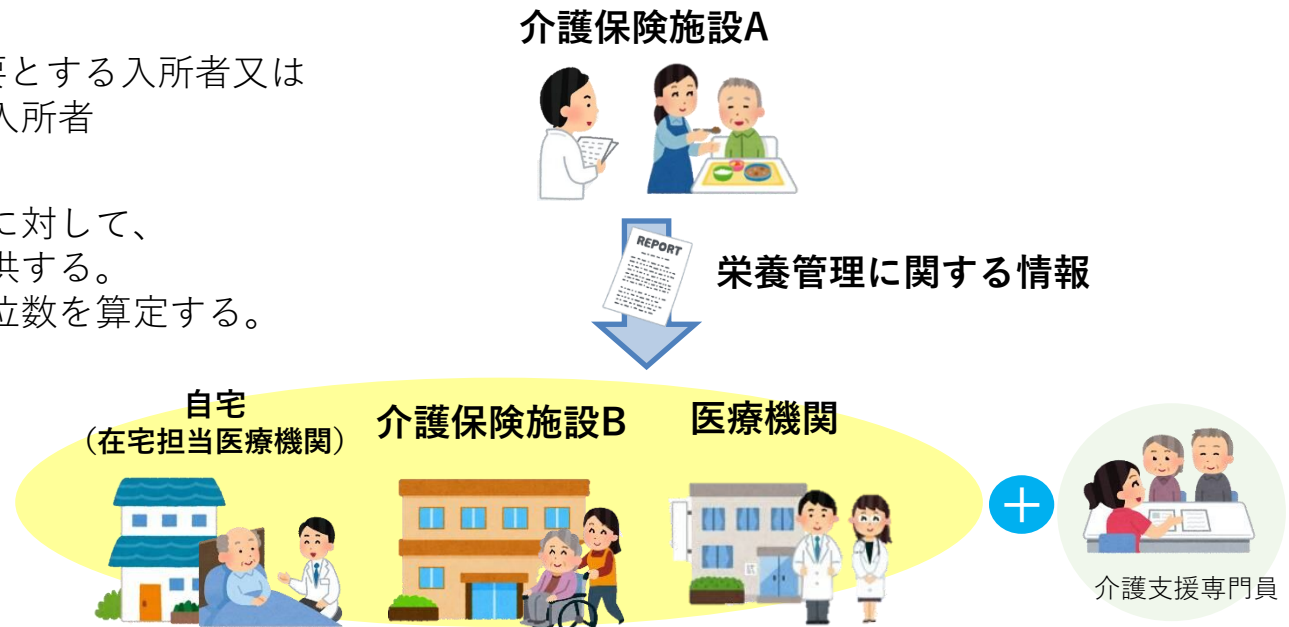 介護保険施設A
要とする入所者又は
入所者
に対して、
供する。
位数を算定する。
REPORT
栄養管理に関する情報
自宅
（在宅担当医療機関）
介護保険施設B
医療機関
＋
介護支援専門員